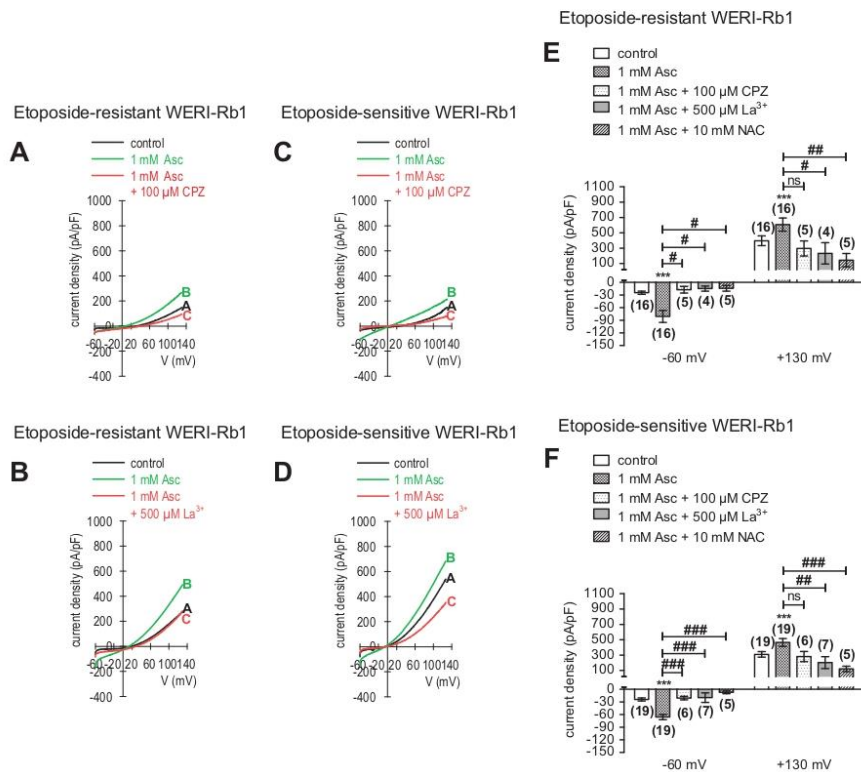 Etoposide-resistant WERI-Rb1
E
control
1 mM Asc
1 mM Asc + 100 µM CPZ
1 mM Asc + 500 µM La³⁺
1 mM Asc + 10 mM NAC
##
#
ns
***
(16)
(16)
(5)
(4)
(5)
1100
900
700
500
300
100
current density (pA/pF)
#
#
#
***
0
-30
-60
-90
-120
-150
(16)
(16)
(5)
(4)
(5)
-60 mV
+130 mV
Etoposide-resistant WERI-Rb1
A
control
1 mM Asc
1 mM Asc
+ 100 µM CPZ
1000
800
600
400
200
0
-200
-400
current density (pA/pF)
-60
-20
20
60
100
140
V (mV)
B
A
C
Etoposide-sensitive WERI-Rb1
C
control
1 mM Asc
1 mM Asc
+ 100 µM CPZ
1000
800
600
400
200
0
-200
-400
current density (pA/pF)
-60
-20
20
60
100
140
V (mV)
B
A
C
Etoposide-resistant WERI-Rb1
B
control
1 mM Asc
1 mM Asc
+ 500 µM La³⁺
1000
800
600
400
200
0
-200
-400
current density (pA/pF)
-60
-20
20
60
100
140
V (mV)
B
A
C
Etoposide-sensitive WERI-Rb1
D
control
1 mM Asc
1 mM Asc
+ 500 µM La³⁺
1000
800
600
400
200
0
-200
-400
current density (pA/pF)
-60
-20
20
60
100
140
V (mV)
B
A
C
Etoposide-sensitive WERI-Rb1
F
control
1 mM Asc
1 mM Asc + 100 µM CPZ
1 mM Asc + 500 µM La³⁺
1 mM Asc + 10 mM NAC
###
##
ns
***
(19)
(19)
(6)
(7)
(5)
1100
900
700
500
300
100
current density (pA/pF)
###
###
###
***
0
-30
-60
-90
-120
-150
(19)
(19)
(6)
(7)
(5)
-60 mV
+130 mV